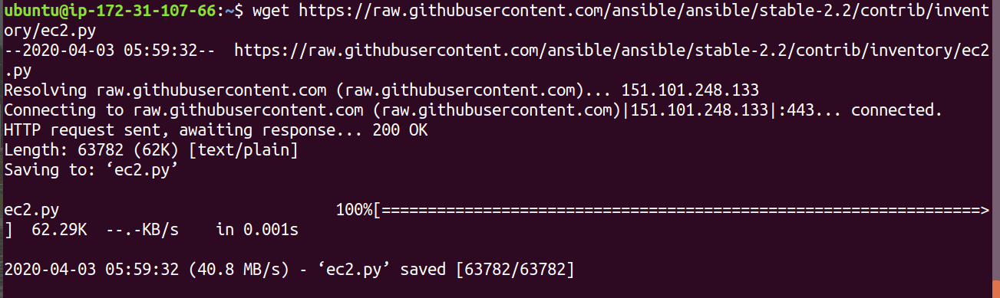 ubuntu@ip-172-31-107-66:~$ wget https://raw.githubusercontent.com/ansible/ansible/stable-2.2/contrib/invent
ory/ec2.py
--2020-04-03 05:59:32--  https://raw.githubusercontent.com/ansible/ansible/stable-2.2/contrib/inventory/ec2
.py
Resolving raw.githubusercontent.com (raw.githubusercontent.com)... 151.101.248.133
Connecting to raw.githubusercontent.com (raw.githubusercontent.com)|151.101.248.133|:443... connected.
HTTP request sent, awaiting response... 200 OK
Length: 63782 (62K) [text/plain]
Saving to: ‘ec2.py’
ec2.py                              100%[=================================================================>
]  62.29K  --.-KB/s    in 0.001s
2020-04-03 05:59:32 (40.8 MB/s) - ‘ec2.py’ saved [63782/63782]